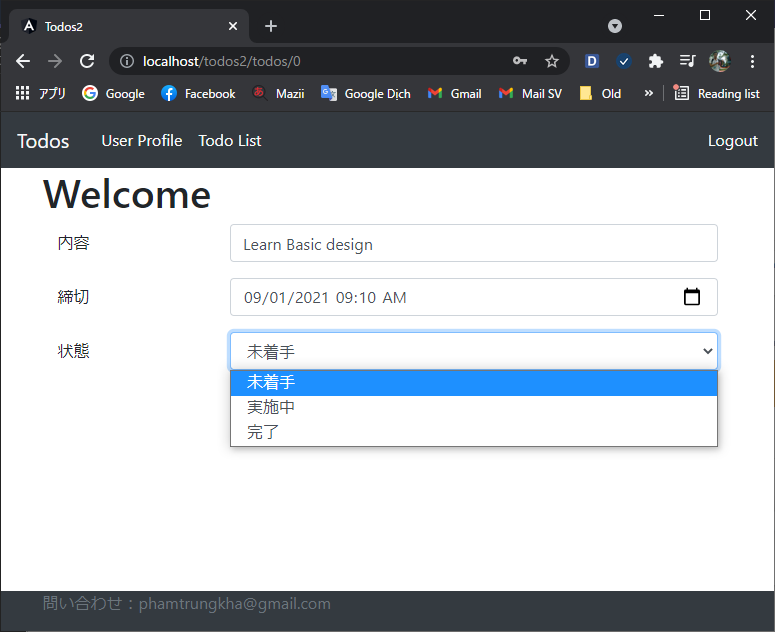 Todos2
localhost/todos2/todos/0
アプリ Google Facebook Mazii Google Dịch Gmail Mail SV Old » Reading list
Todos User Profile Todo List Logout
Welcome
内容 Learn Basic design
締切 09/01/2021 09:10 AM
状態 未着手
未着手
実施中
完了
問い合わせ：phamtrungkha@gmail.com